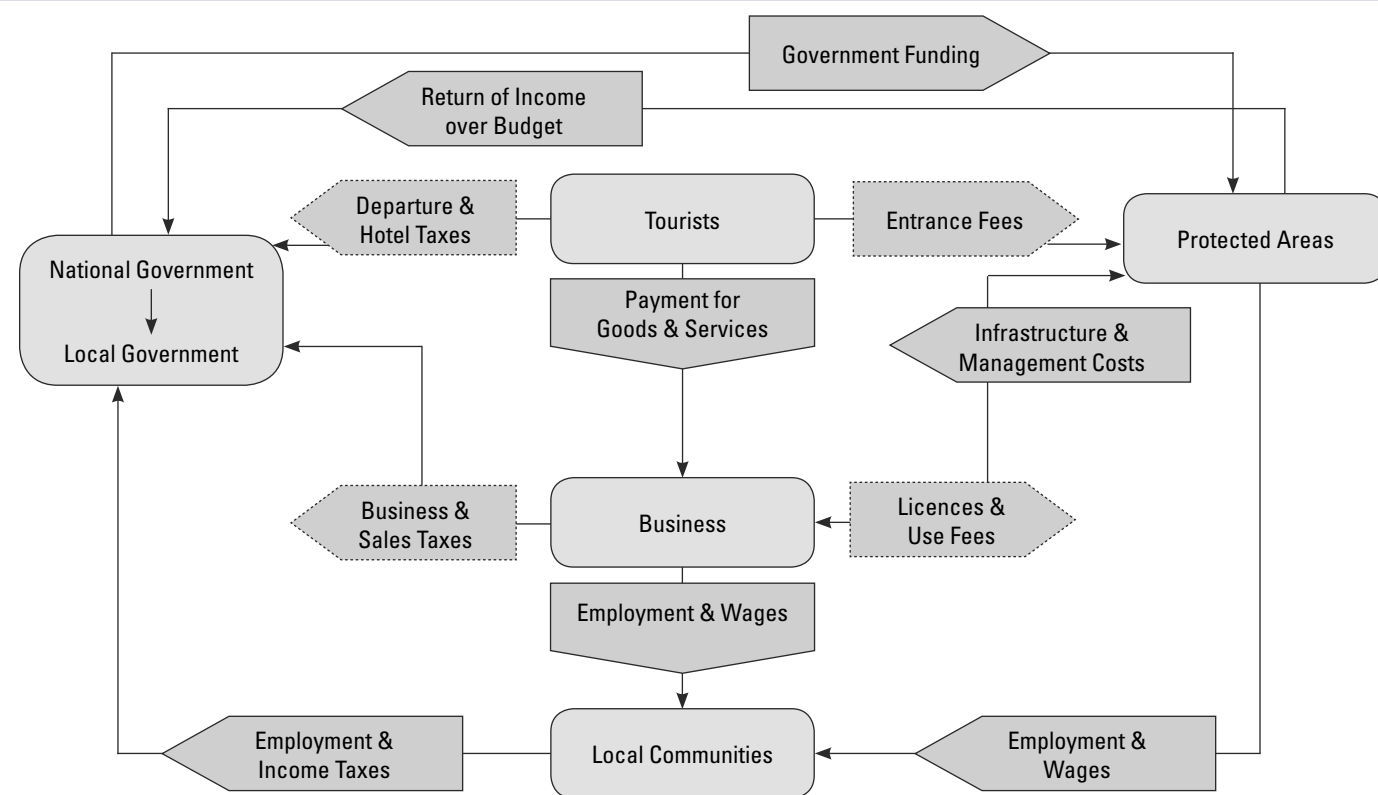 Government Funding
Return of Income
over Budget
Departure &
Hotel Taxes
Tourists
Entrance Fees
Protected Areas
National Government
Local Government
Payment for
Goods & Services
Infrastructure &
Management Costs
Business &
Sales Taxes
Business
Licences &
Use Fees
Employment & Wages
Employment &
Income Taxes
Local Communities
Employment &
Wages